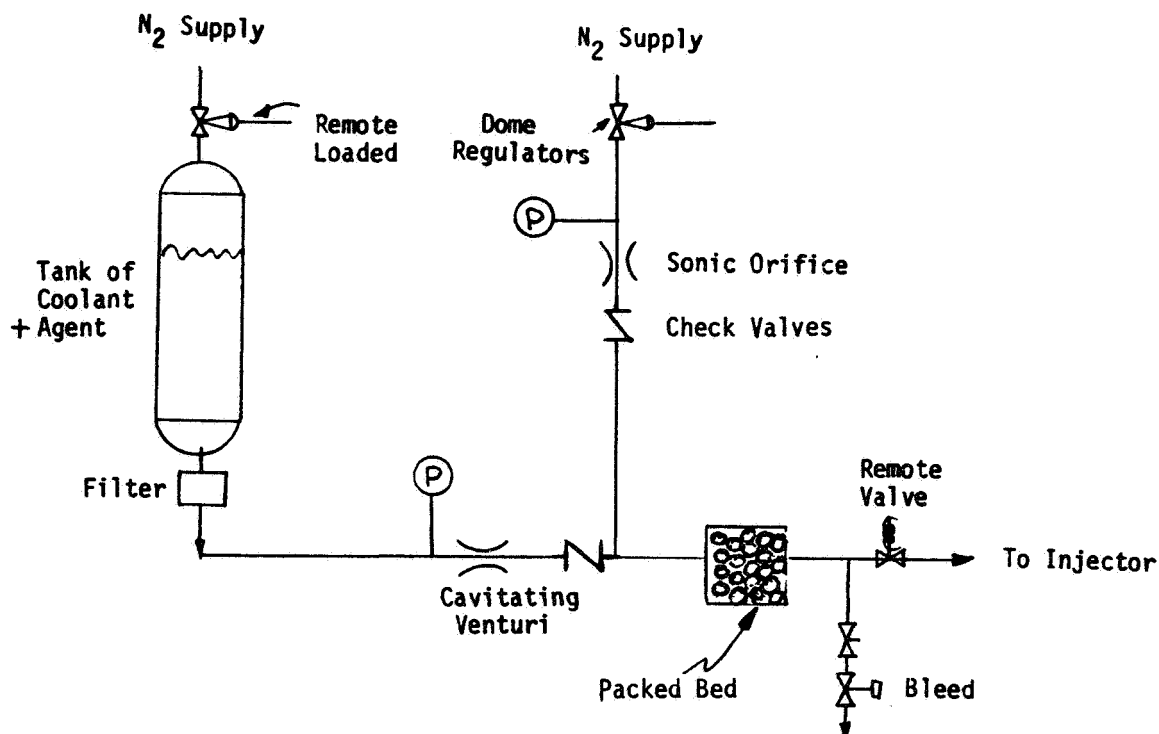 N2 Supply
N2 Supply
Remote
Loaded
Dome
Regulators
P
Sonic Orifice
Tank of
Coolant
+ Agent
Check Valves
Filter
P
Remote
Valve
To Injector
Cavitating
Venturi
Packed Bed
Bleed